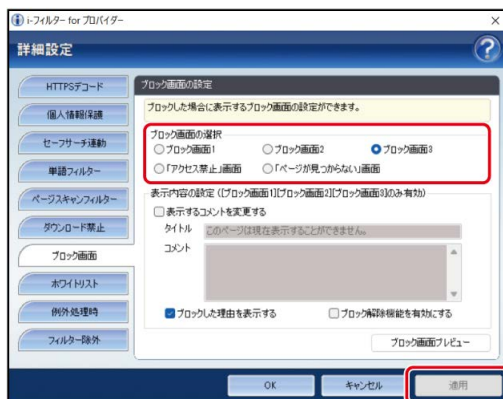 i-フィルター for プロバイダー
詳細設定
HTTPSデコード
個人情報保護
セーフサーチ連動
単語フィルター
ページスキャンフィルター
ダウンロード禁止
ブロック画面
ホワイトリスト
例外処理時
フィルター除外
ブロック画面の設定
ブロックした場合に表示するブロック画面の設定ができます。
ブロック画面の選択
ブロック画面1 ブロック画面2 ブロック画面3
「アクセス禁止」画面 「ページが見つからない」画面
表示内容の設定([ブロック画面1][ブロック画面2][ブロック画面3]のみ有効)
表示するコメントを変更する
タイトル このページは現在表示することができません。
コメント
ブロックした理由を表示する ブロック解除機能を有効にする
ブロック画面プレビュー
OK キャンセル 適用